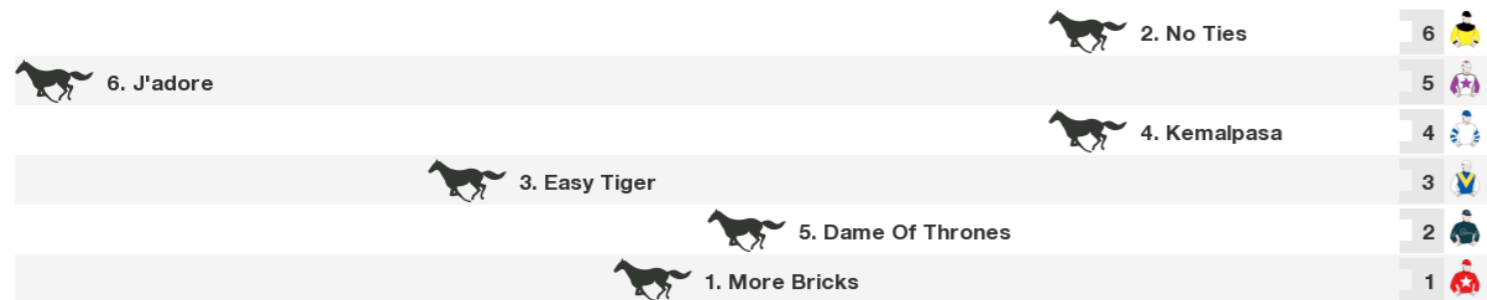 2. No Ties 6
6. J'adore 5
4. Kemalpasa 4
3. Easy Tiger 3
5. Dame Of Thrones 2
1. More Bricks 1